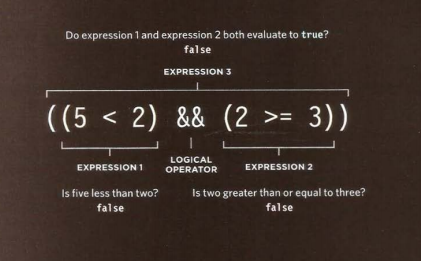 Do expression 1 and expression 2 both evaluate to true?
false
EXPRESSION 3
((5 < 2) && (2 >= 3))
EXPRESSION 1
LOGICAL
OPERATOR
EXPRESSION 2
Is five less than two?
false
Is two greater than or equal to three?
false